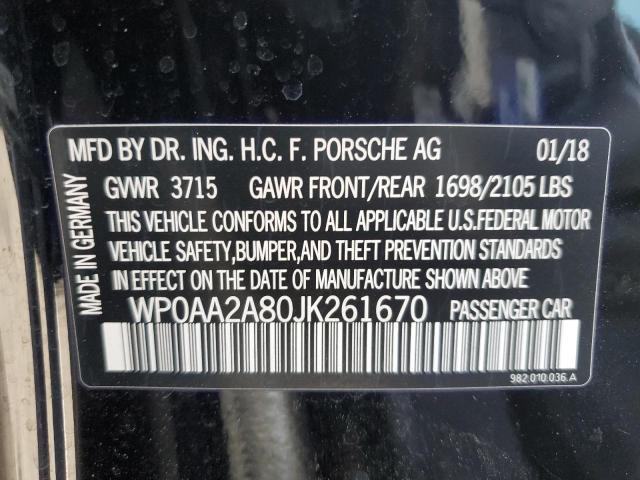 MFD BY DR. ING. H.C. F. PORSCHE AG 01/18
GVWR 3715 GAWR FRONT/REAR 1698/2105 LBS
THIS VEHICLE CONFORMS TO ALL APPLICABLE U.S.FEDERAL MOTOR
VEHICLE SAFETY,BUMPER,AND THEFT PREVENTION STANDARDS
IN EFFECT ON THE DATE OF MANUFACTURE SHOWN ABOVE
WP0AA2A80JK261670 PASSENGER CAR
982.010.036.A
MADE IN GERMANY